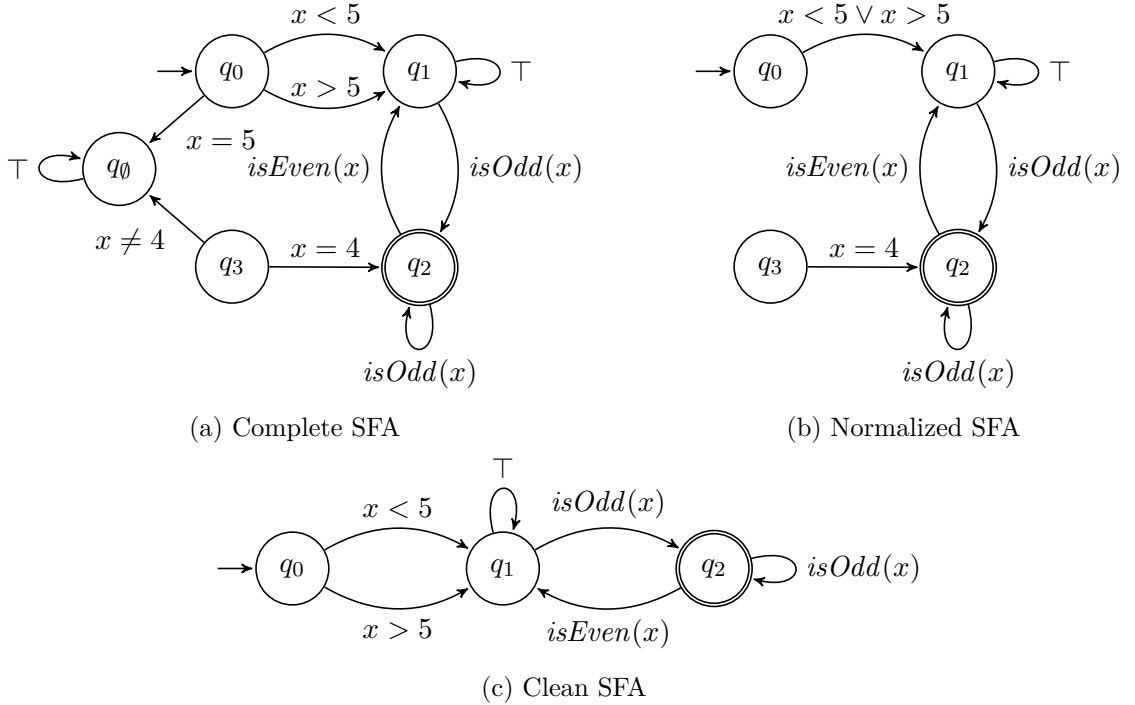 x < 5
q₀
q₁
⊤
x > 5
x = 5
⊤
q∅
isEven(x)
isOdd(x)
x ≠ 4
q₃
x = 4
q₂
isOdd(x)
(a) Complete SFA
x < 5 ∨ x > 5
q₀
q₁
⊤
isEven(x)
isOdd(x)
q₃
x = 4
q₂
isOdd(x)
(b) Normalized SFA
⊤
x < 5
isOdd(x)
q₀
q₁
q₂
isOdd(x)
x > 5
isEven(x)
(c) Clean SFA